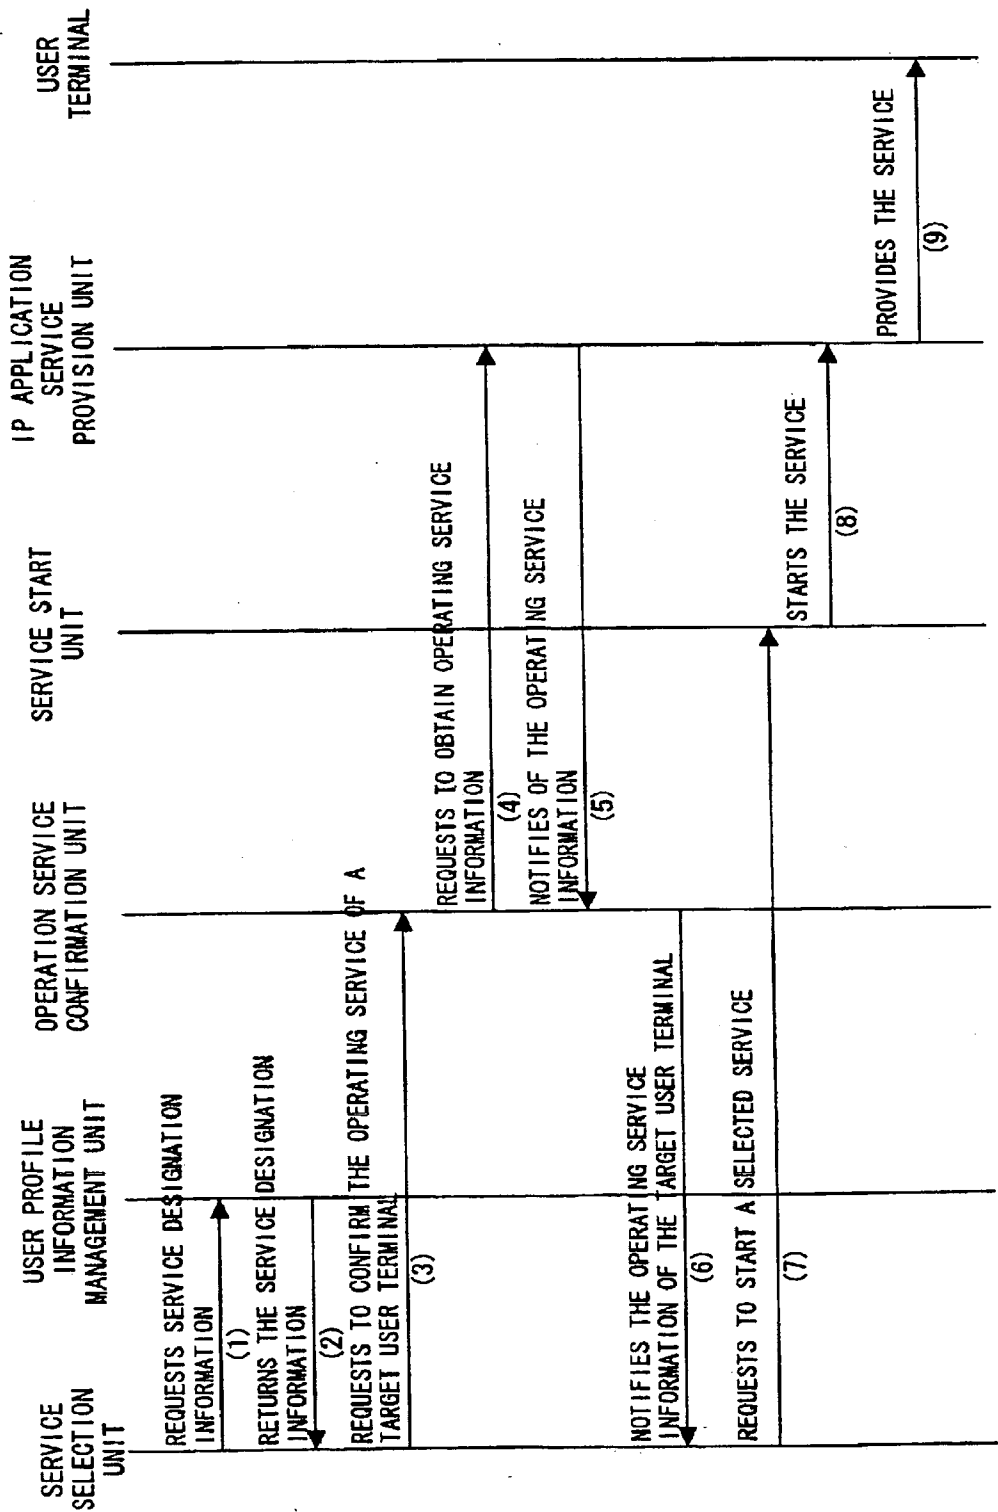 SERVICE
SELECTION
UNIT
USER PROFILE
INFORMATION
MANAGEMENT UNIT
OPERATION SERVICE
CONFIRMATION UNIT
SERVICE START
UNIT
IP APPLICATION
SERVICE
PROVISION UNIT
USER
TERMINAL
REQUESTS SERVICE DESIGNATION
INFORMATION
(1)
RETURNS THE SERVICE DESIGNATION
INFORMATION
(2)
REQUESTS TO CONFIRM THE OPERATING SERVICE OF A
TARGET USER TERMINAL
(3)
REQUESTS TO OBTAIN OPERATING SERVICE
INFORMATION
(4)
NOTIFIES OF THE OPERATING SERVICE
INFORMATION
(5)
NOTIFIES THE OPERATING SERVICE
INFORMATION OF THE TARGET USER TERMINAL
(6)
REQUESTS TO START A SELECTED SERVICE
(7)
STARTS THE SERVICE
(8)
PROVIDES THE SERVICE
(9)